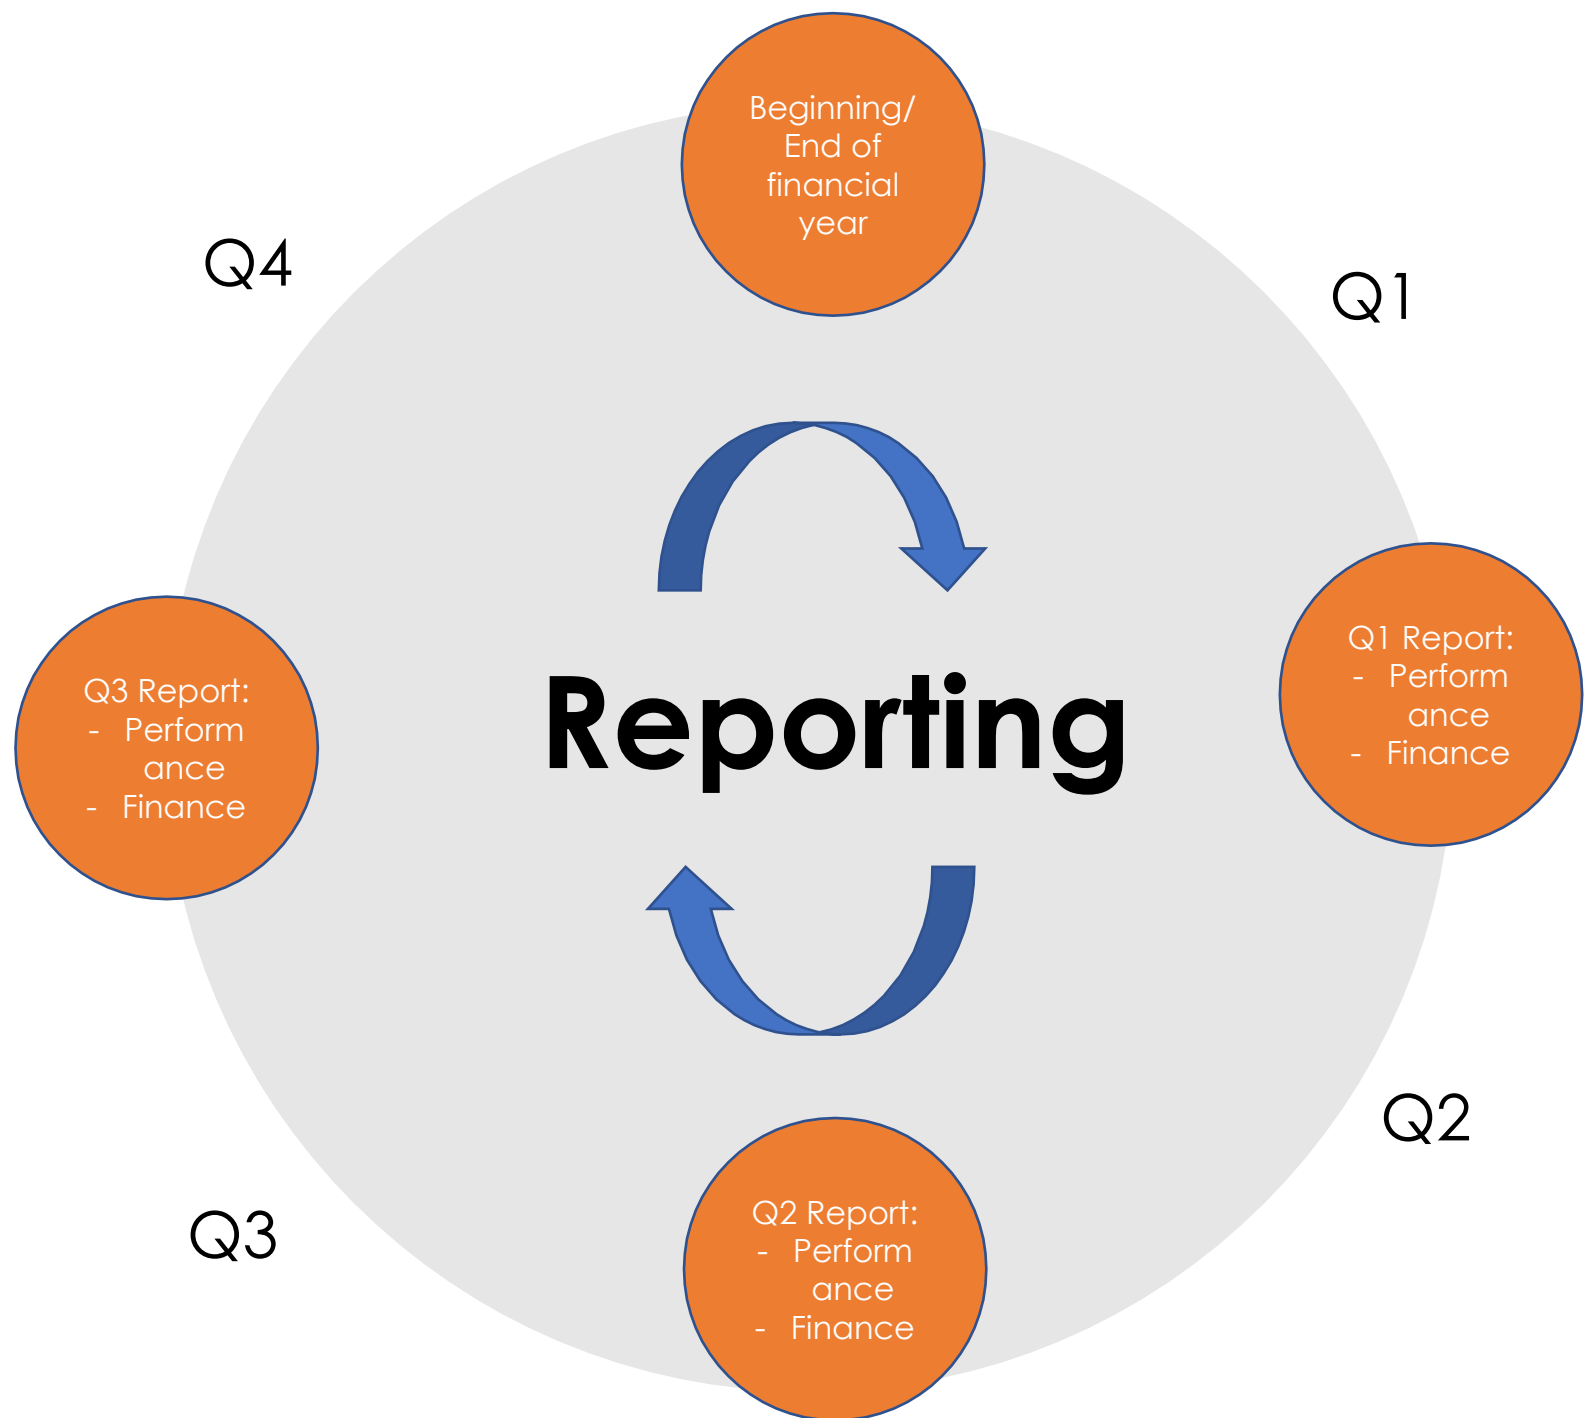 Beginning/
End of
financial
year
Q4
Q1
Q3 Report:
- Perform
ance
- Finance
Reporting
Q1 Report:
- Perform
ance
- Finance
Q2
Q3
Q2 Report:
- Perform
ance
- Finance